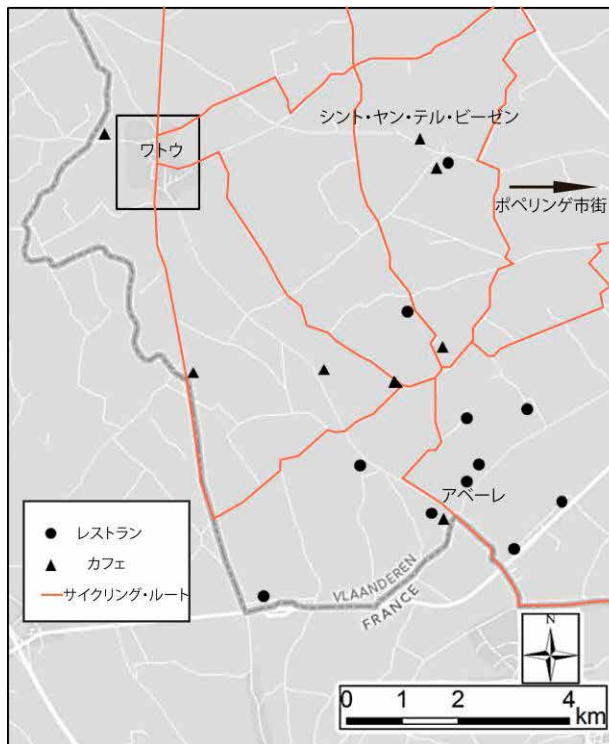 シント・ヤン・テル・ビーゼン
ワトウ
ポペリンゲ市街
アベーレ
レストラン
カフェ
サイクリング・ルート
VLAANDEREN
FRANCE
N
0 1 2 4
km